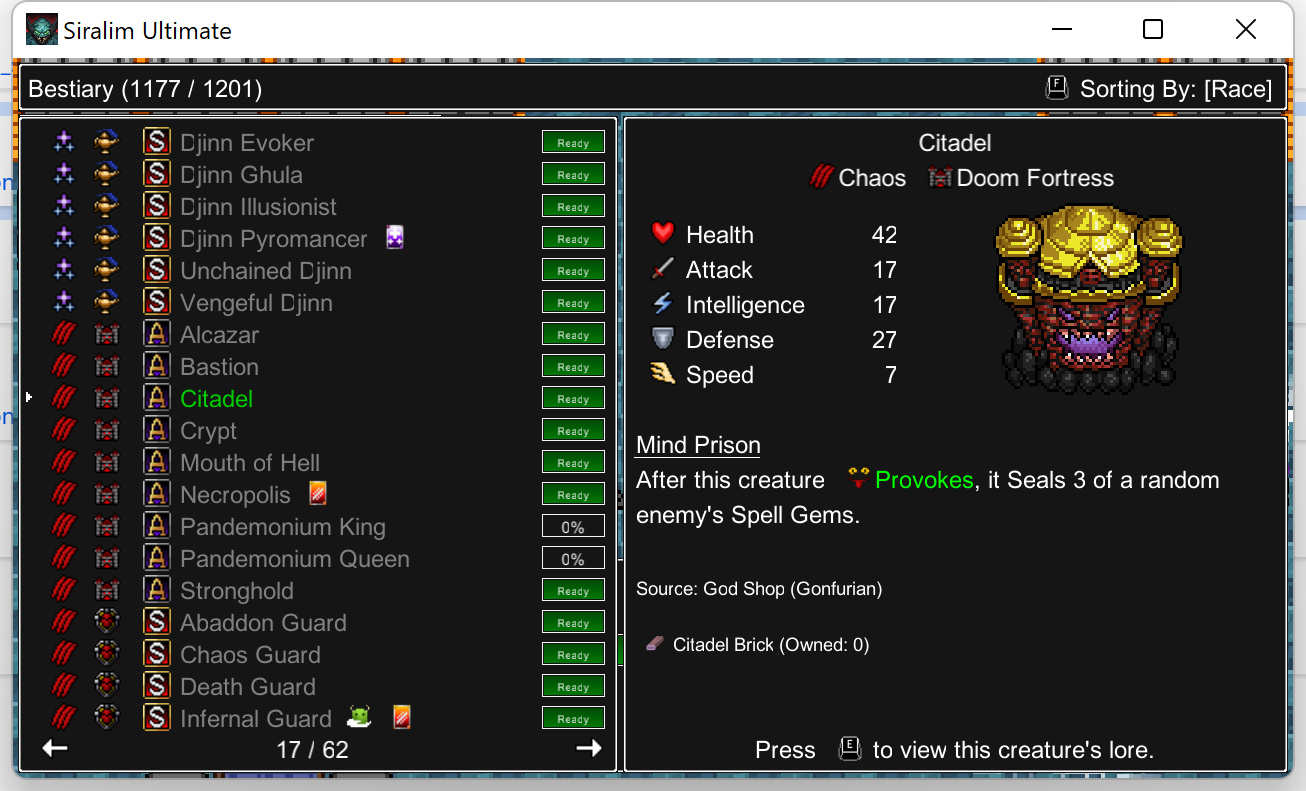 Siralim Ultimate
Bestiary (1177 / 1201)
F Sorting By: [Race]
S Djinn Evoker Ready
S Djinn Ghula Ready
S Djinn Illusionist Ready
S Djinn Pyromancer Ready
S Unchained Djinn Ready
S Vengeful Djinn Ready
A Alcazar Ready
A Bastion Ready
A Citadel Ready
A Crypt Ready
A Mouth of Hell Ready
A Necropolis Ready
A Pandemonium King 0%
A Pandemonium Queen 0%
A Stronghold Ready
S Abaddon Guard Ready
S Chaos Guard Ready
S Death Guard Ready
S Infernal Guard Ready
17 / 62
Citadel
Chaos Doom Fortress
Health 42
Attack 17
Intelligence 17
Defense 27
Speed 7
Mind Prison
After this creature Provokes, it Seals 3 of a random
enemy's Spell Gems.
Source: God Shop (Gonfurian)
Citadel Brick (Owned: 0)
Press E to view this creature's lore.